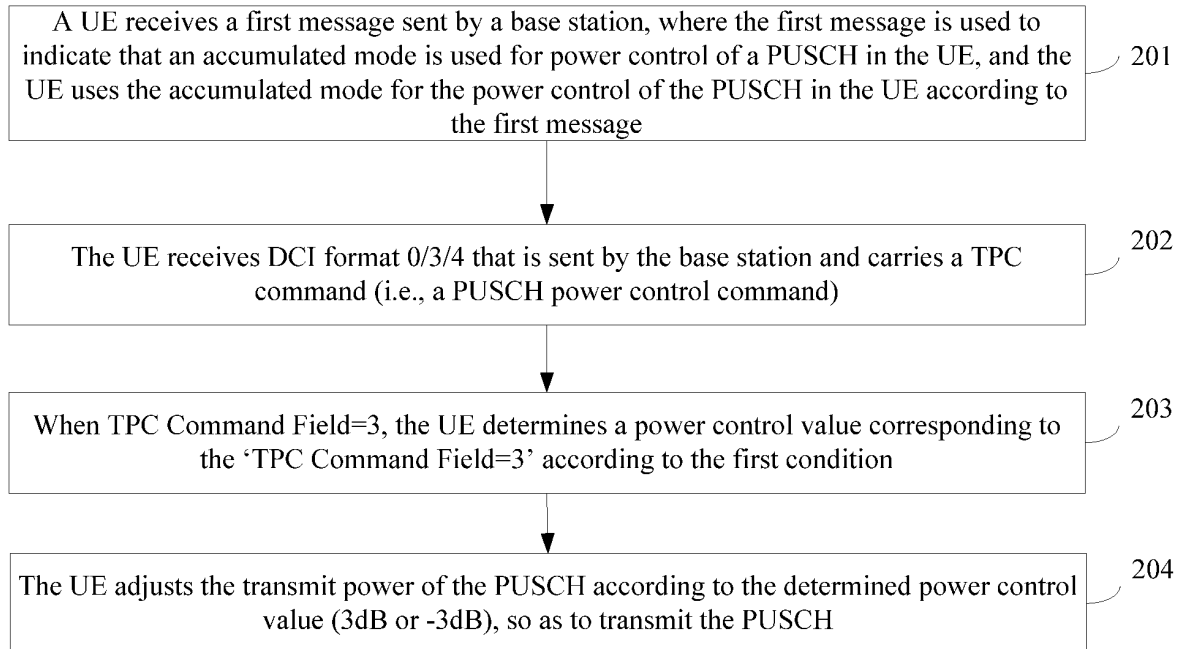 A UE receives a first message sent by a base station, where the first message is used to
indicate that an accumulated mode is used for power control of a PUSCH in the UE, and the
UE uses the accumulated mode for the power control of the PUSCH in the UE according to
the first message
201
The UE receives DCI format 0/3/4 that is sent by the base station and carries a TPC
command (i.e., a PUSCH power control command)
202
When TPC Command Field=3, the UE determines a power control value corresponding to
the ‘TPC Command Field=3’ according to the first condition
203
The UE adjusts the transmit power of the PUSCH according to the determined power control
value (3dB or -3dB), so as to transmit the PUSCH
204